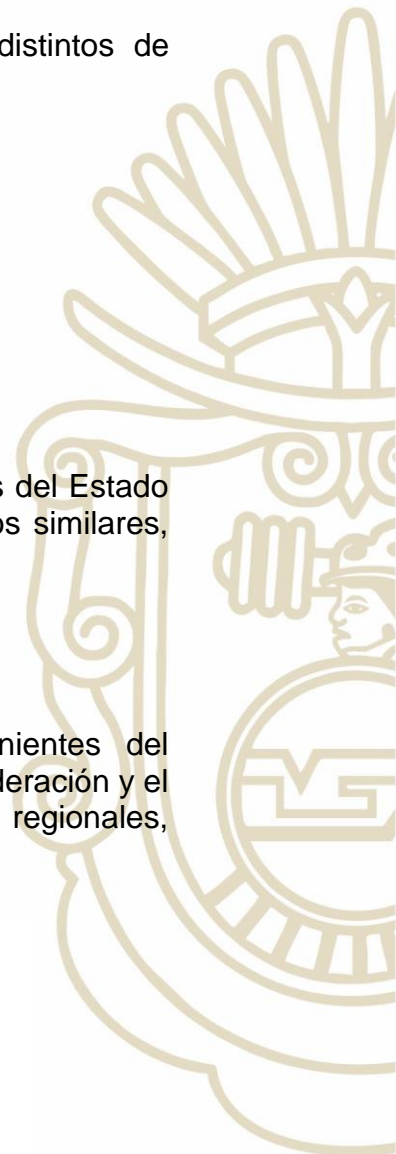 distintos de
s del Estado
os similares,
nientes del
deración y el
regionales,